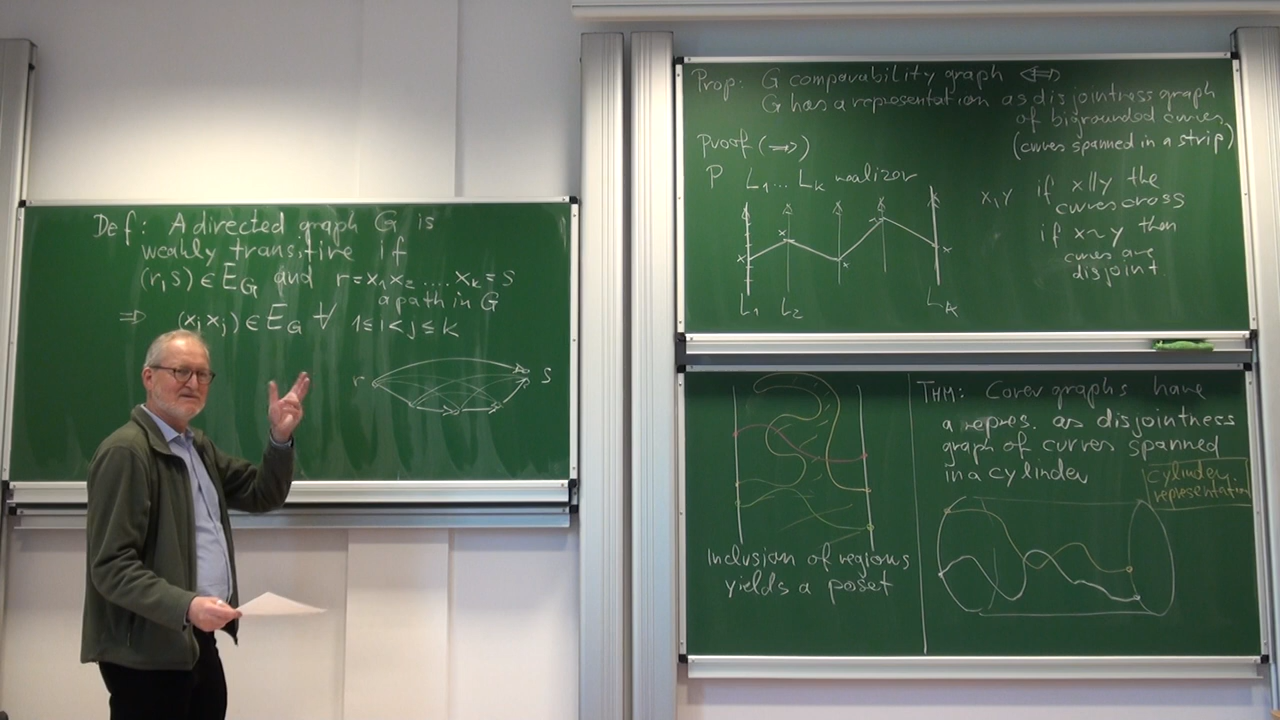 Def: A directed graph G is
weakly transitive if
(r,s) ∈ E_G and r = x_1 x_2 .... x_k = s
a path in G
⇒ (x_i x_j) ∈ E_G ∀ 1 ≤ i < j ≤ k
r s
Prop: G comparability graph ⟺
G has a representation as disjointness graph
of bigrounded curves
(curves spanned in a strip)
Proof (⟹)
P L_1 ... L_k realizer
x,y if x||y the
curves cross
if x~y then
curves are
disjoint.
x x x x x
L_1 L_2 L_k
Inclusion of regions
yields a poset
THM: Cover graphs have
a repres. as disjointness
graph of curves spanned
in a cylinder
cylinder
representation